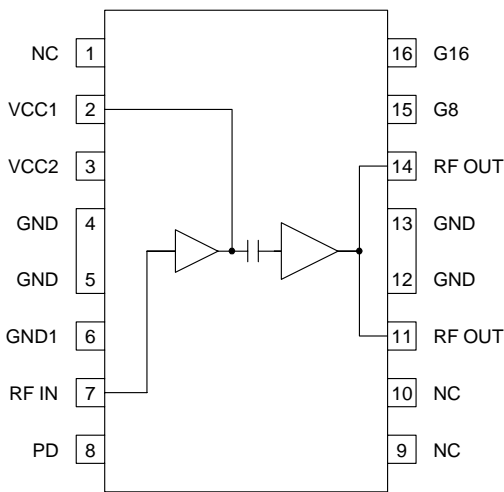 NC 1 16 G16
VCC1 2 15 G8
VCC2 3 14 RF OUT
GND 4 13 GND
GND 5 12 GND
GND1 6 11 RF OUT
RF IN 7 10 NC
PD 8 9 NC